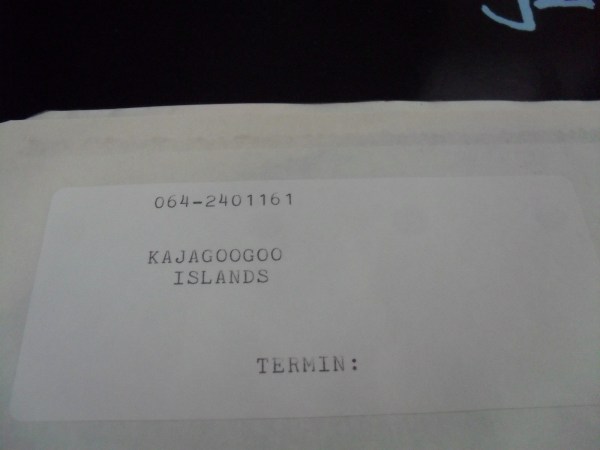 064-2401161
KAJAGOOGOO
ISLANDS
TERMIN: